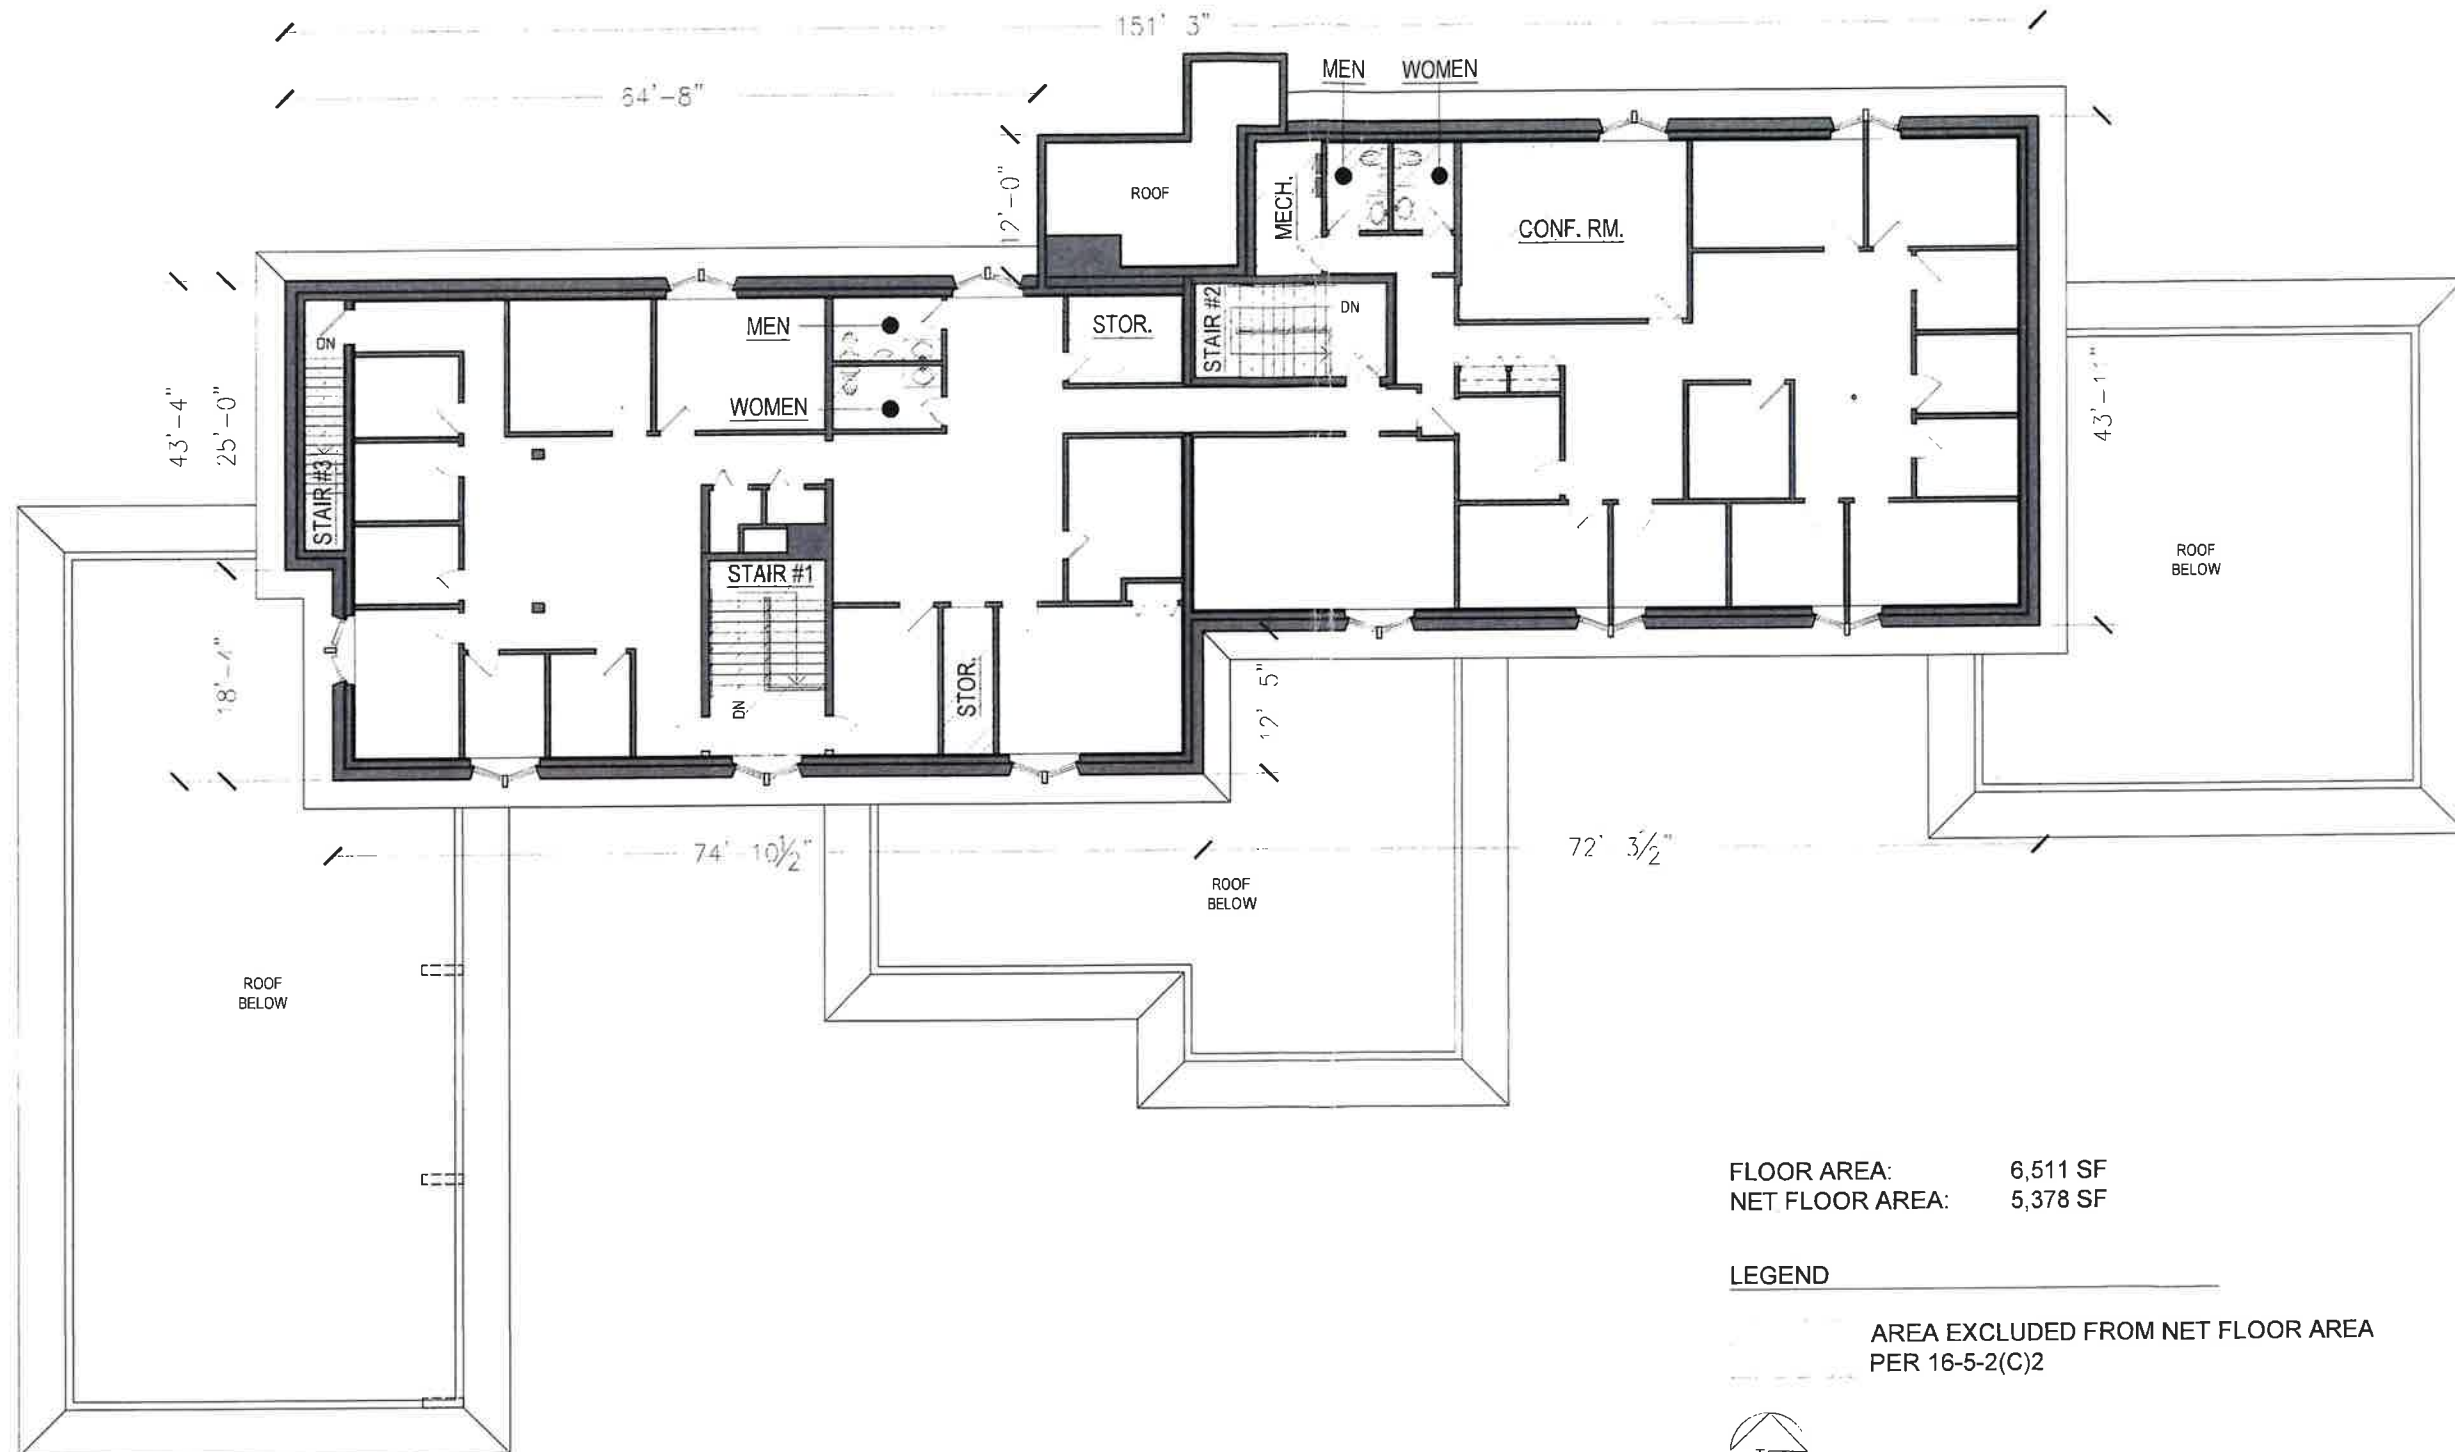 151' 3"
64'-8"
MEN
WOMEN
12'-0"
ROOF
MECH.
CONF. RM.
STAIR #2
DN
STOR.
MEN
WOMEN
DN
STAIR #3
43'-4"
25'-0"
43'-11"
STAIR #1
DN
STOR.
18'-4"
12' 5"
ROOF
BELOW
74' 10½"
72' 3½"
ROOF
BELOW
ROOF
BELOW
FLOOR AREA: 6,511 SF
NET FLOOR AREA: 5,378 SF
LEGEND
AREA EXCLUDED FROM NET FLOOR AREA
PER 16-5-2(C)2